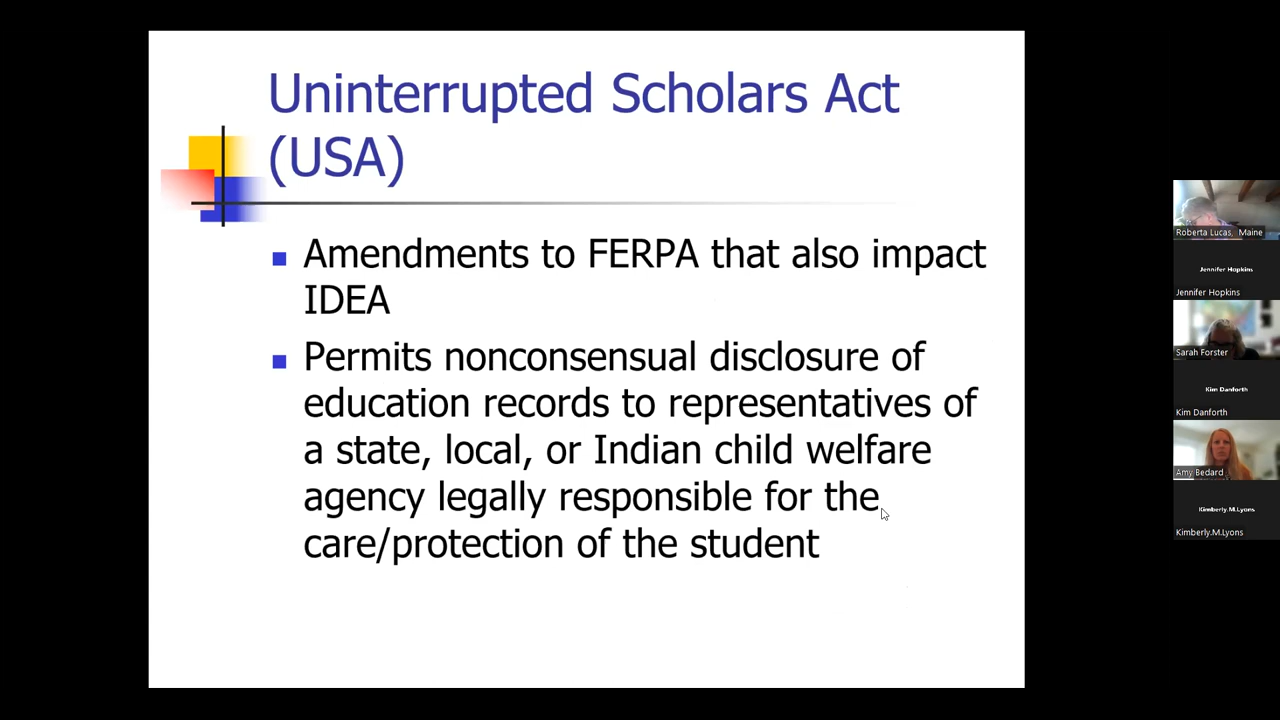 Uninterrupted Scholars Act
(USA)
Amendments to FERPA that also impact
IDEA
Permits nonconsensual disclosure of
education records to representatives of
a state, local, or Indian child welfare
agency legally responsible for the
care/protection of the student
Roberta Lucas, Maine
Jennifer Hopkins
Jennifer Hopkins
Sarah Forster
Kim Danforth
Kim Danforth
Amy Bedard
Kimberly.M.Lyons
Kimberly.M.Lyons